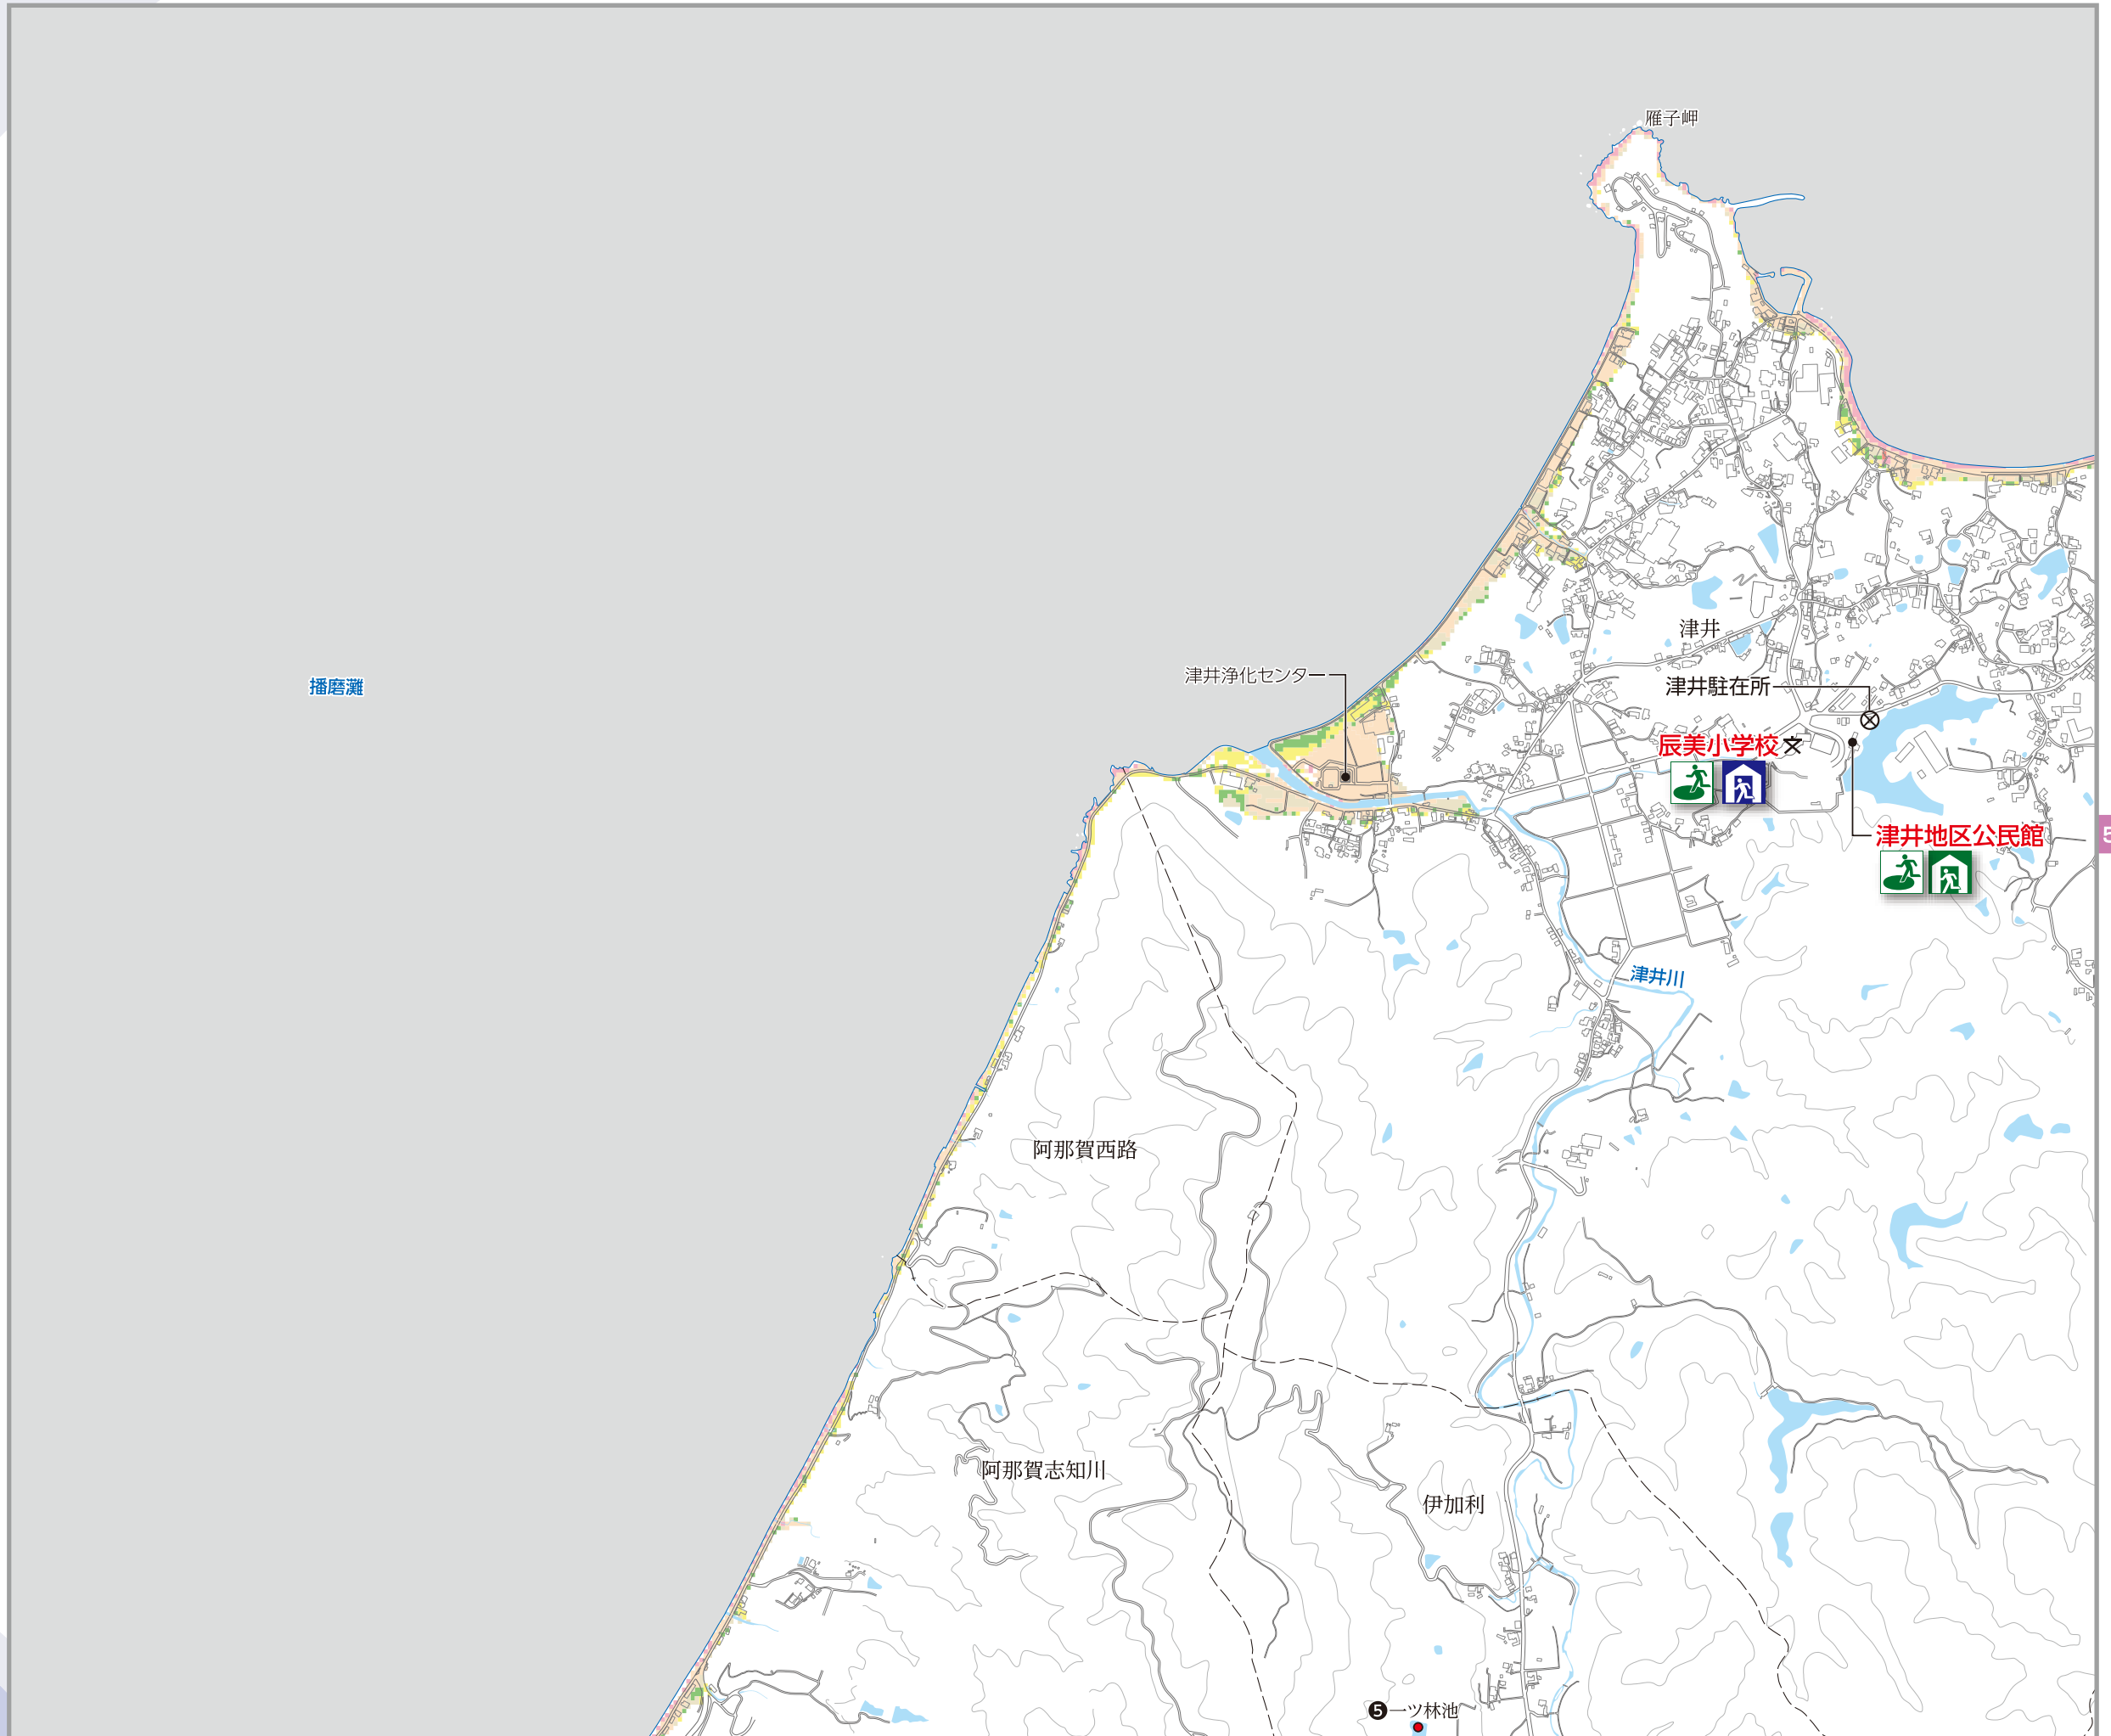 雁子岬
津井
津井浄化センター
播磨灘
津井駐在所
辰美小学校
津井地区公民館
5
津井川
阿那賀西路
阿那賀志知川
伊加利
❺一ツ林池